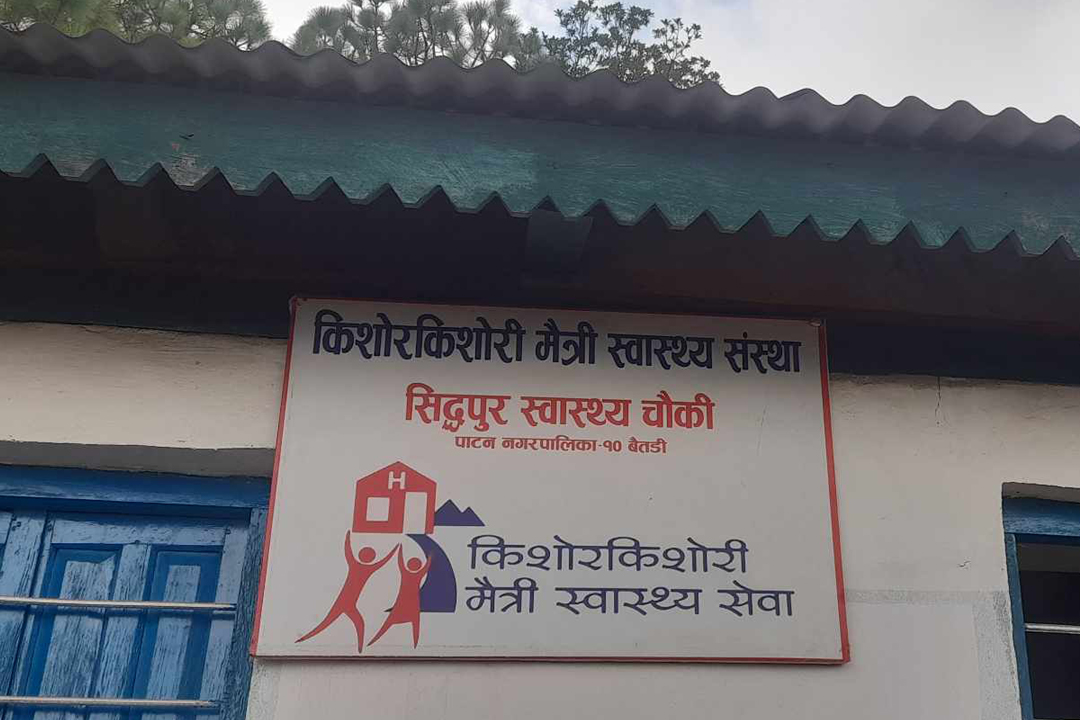 किशोरकिशोरी मैत्री स्वास्थ्य संस्था
सिद्धपुर स्वास्थ्य चौकी
पाटन नगरपालिका-१० बैतडी
H
किशोरकिशोरी
मैत्री स्वास्थ्य सेवा